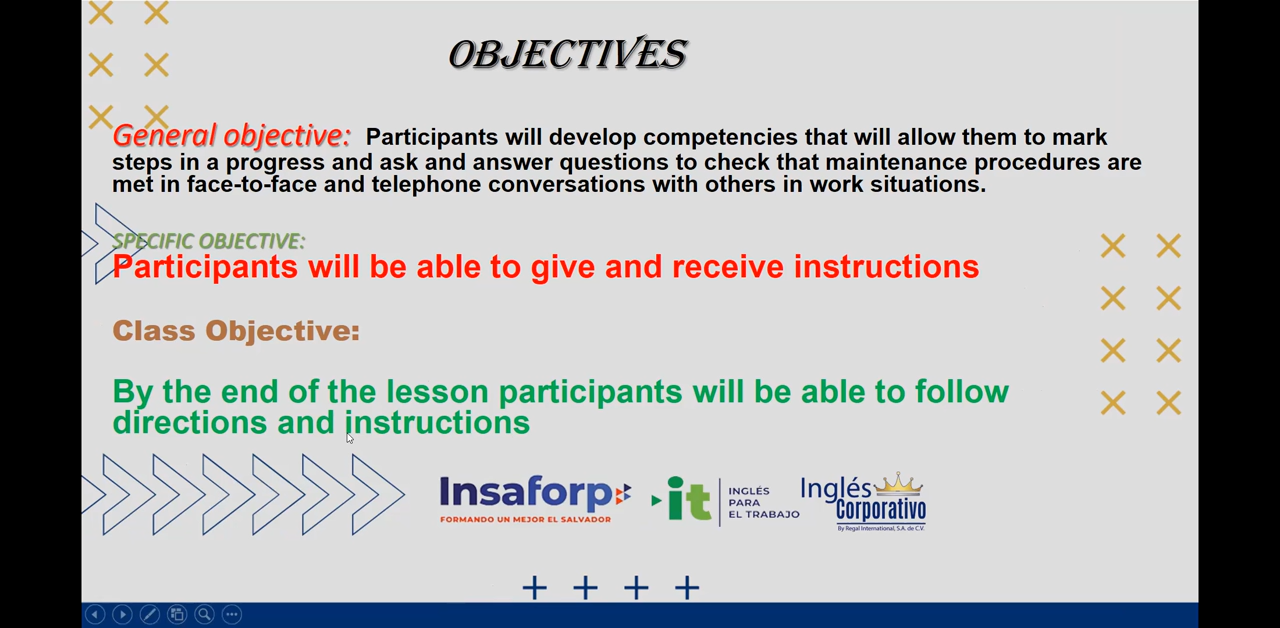 OBJECTIVES
General objective: Participants will develop competencies that will allow them to mark
steps in a progress and ask and answer questions to check that maintenance procedures are
met in face-to-face and telephone conversations with others in work situations.
SPECIFIC OBJECTIVE:
Participants will be able to give and receive instructions
Class Objective:
By the end of the lesson participants will be able to follow
directions and instructions
Insaforp
FORMANDO UN MEJOR EL SALVADOR
it
INGLÉS
PARA
EL TRABAJO
Inglés
Corporativo
By Regal International, S.A. de C.V.